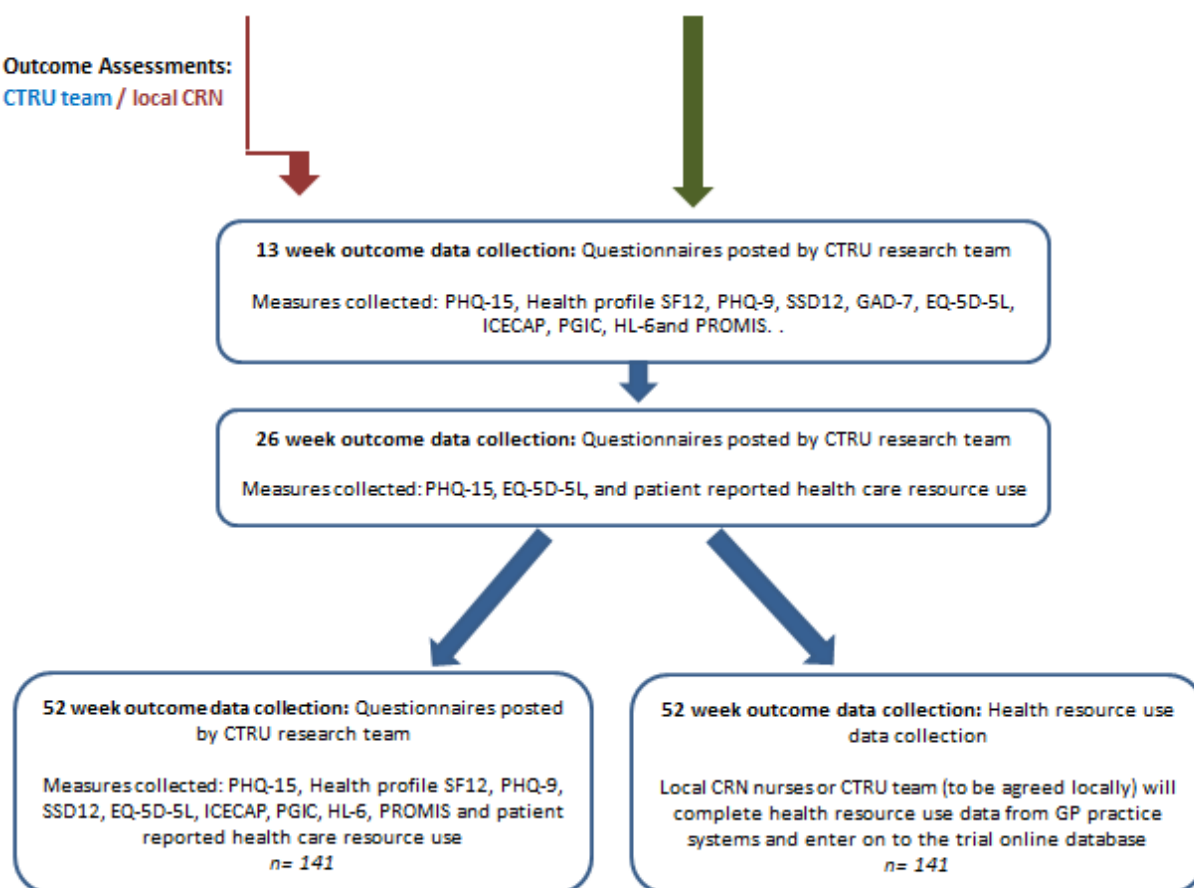 Outcome Assessments:
CTRU team / local CRN
13 week outcome data collection: Questionnaires posted by CTRU research team
Measures collected: PHQ-15, Health profile SF12, PHQ-9, SSD12, GAD-7, EQ-5D-5L,
ICECAP, PGIC, HL-6and PROMIS. .
26 week outcome data collection: Questionnaires posted by CTRU research team
Measures collected: PHQ-15, EQ-5D-5L, and patient reported health care resource use
52 week outcome data collection: Questionnaires posted
by CTRU research team
Measures collected: PHQ-15, Health profile SF12, PHQ-9,
SSD12, EQ-5D-5L, ICECAP, PGIC, HL-6, PROMIS and patient
reported health care resource use
n= 141
52 week outcome data collection: Health resource use
data collection
Local CRN nurses or CTRU team (to be agreed locally) will
complete health resource use data from GP practice
systems and enter on to the trial online database
n= 141